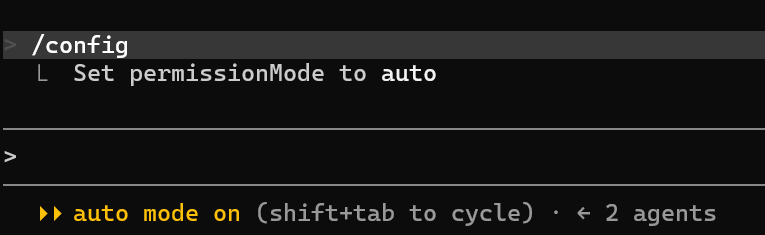 > /config
└ Set permissionMode to auto
>
⏵⏵ auto mode on (shift+tab to cycle) · ← 2 agents